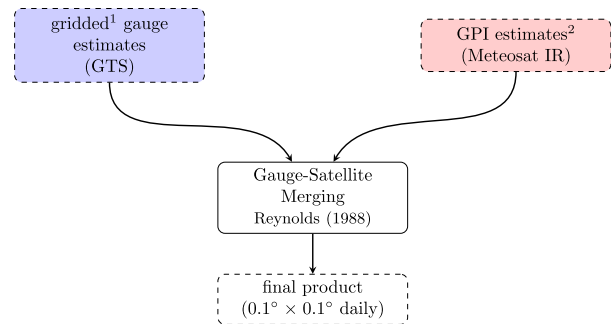 gridded¹ gauge
estimates
(GTS)
GPI estimates²
(Meteosat IR)
Gauge-Satellite
Merging
Reynolds (1988)
final product
(0.1° × 0.1° daily)